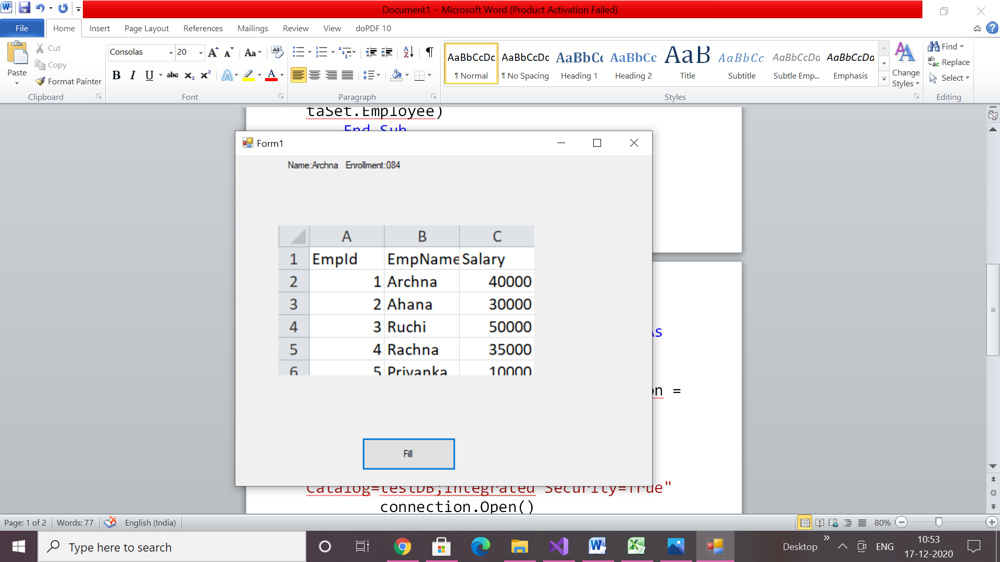 Document1 - Microsoft Word (Product Activation Failed)
File Home Insert Page Layout References Mailings Review View doPDF 10
Paste
Cut
Copy
Format Painter
Clipboard
Consolas 20
Font
Paragraph
AaBbCcDc AaBbCcDc AaBbCc AaBbCc AaB AaBbCc. AaBbCcDa AaBbCcDa
¶ Normal ¶ No Spacing Heading 1 Heading 2 Title Subtitle Subtle Emp... Emphasis
Styles
Change
Styles
Find
Replace
Select
Editing
taSet.Employee)
End Sub
Form1
Name:Archna Enrollment:084
A B C
1 EmpId EmpName Salary
2 1 Archna 40000
3 2 Ahana 30000
4 3 Ruchi 50000
5 4 Rachna 35000
6 5 Priyanka 10000
As
on =
Fill
Catalog=testDB;Integrated Security=True"
connection.Open()
Page: 1 of 2 Words: 77 English (India) 80%
Type here to search
Desktop
ENG
10:53
17-12-2020